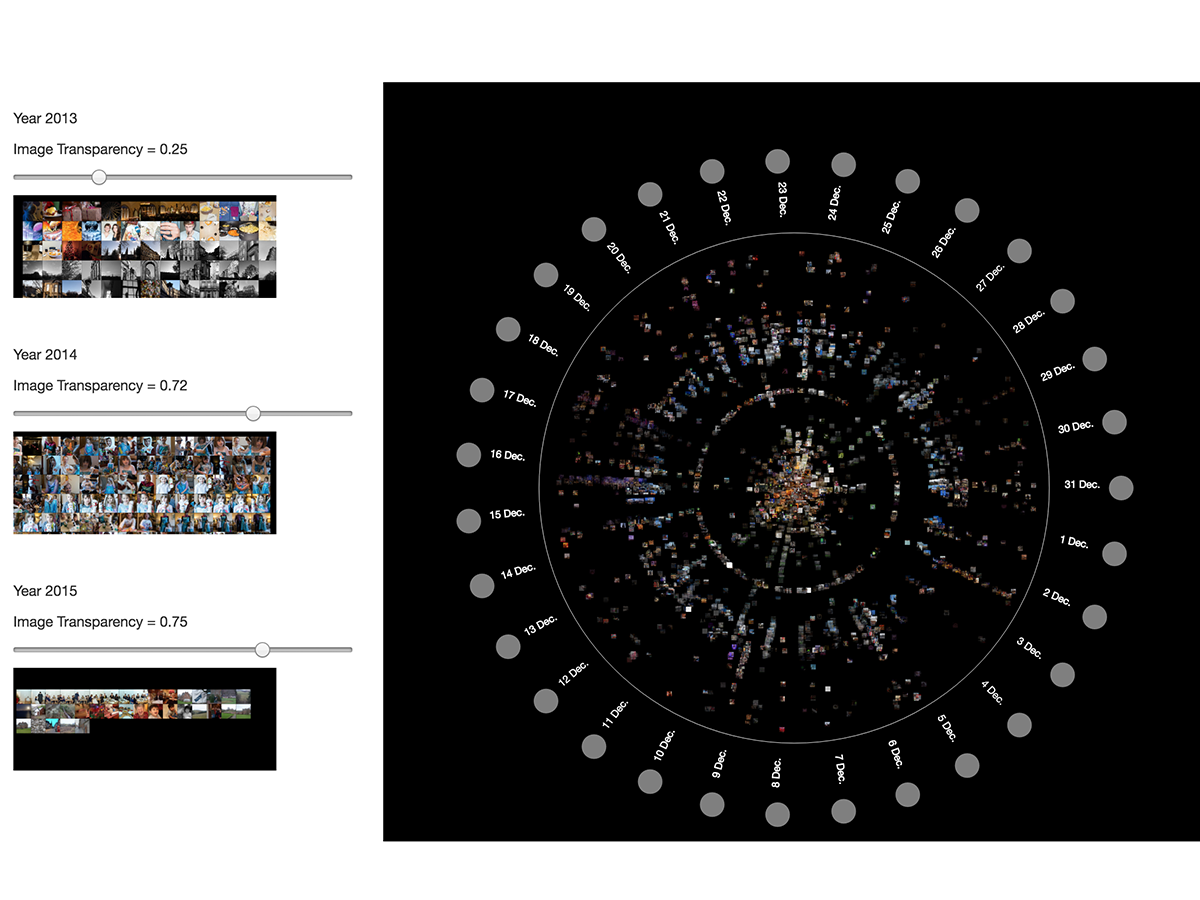 Year 2013
Image Transparency = 0.25
Year 2014
Image Transparency = 0.72
Year 2015
Image Transparency = 0.75
1 Dec.
2 Dec.
3 Dec.
4 Dec.
5 Dec.
6 Dec.
7 Dec.
8 Dec.
9 Dec.
10 Dec.
11 Dec.
12 Dec.
13 Dec.
14 Dec.
15 Dec.
16 Dec.
17 Dec.
18 Dec.
19 Dec.
20 Dec.
21 Dec.
22 Dec.
23 Dec.
24 Dec.
25 Dec.
26 Dec.
27 Dec.
28 Dec.
29 Dec.
30 Dec.
31 Dec.